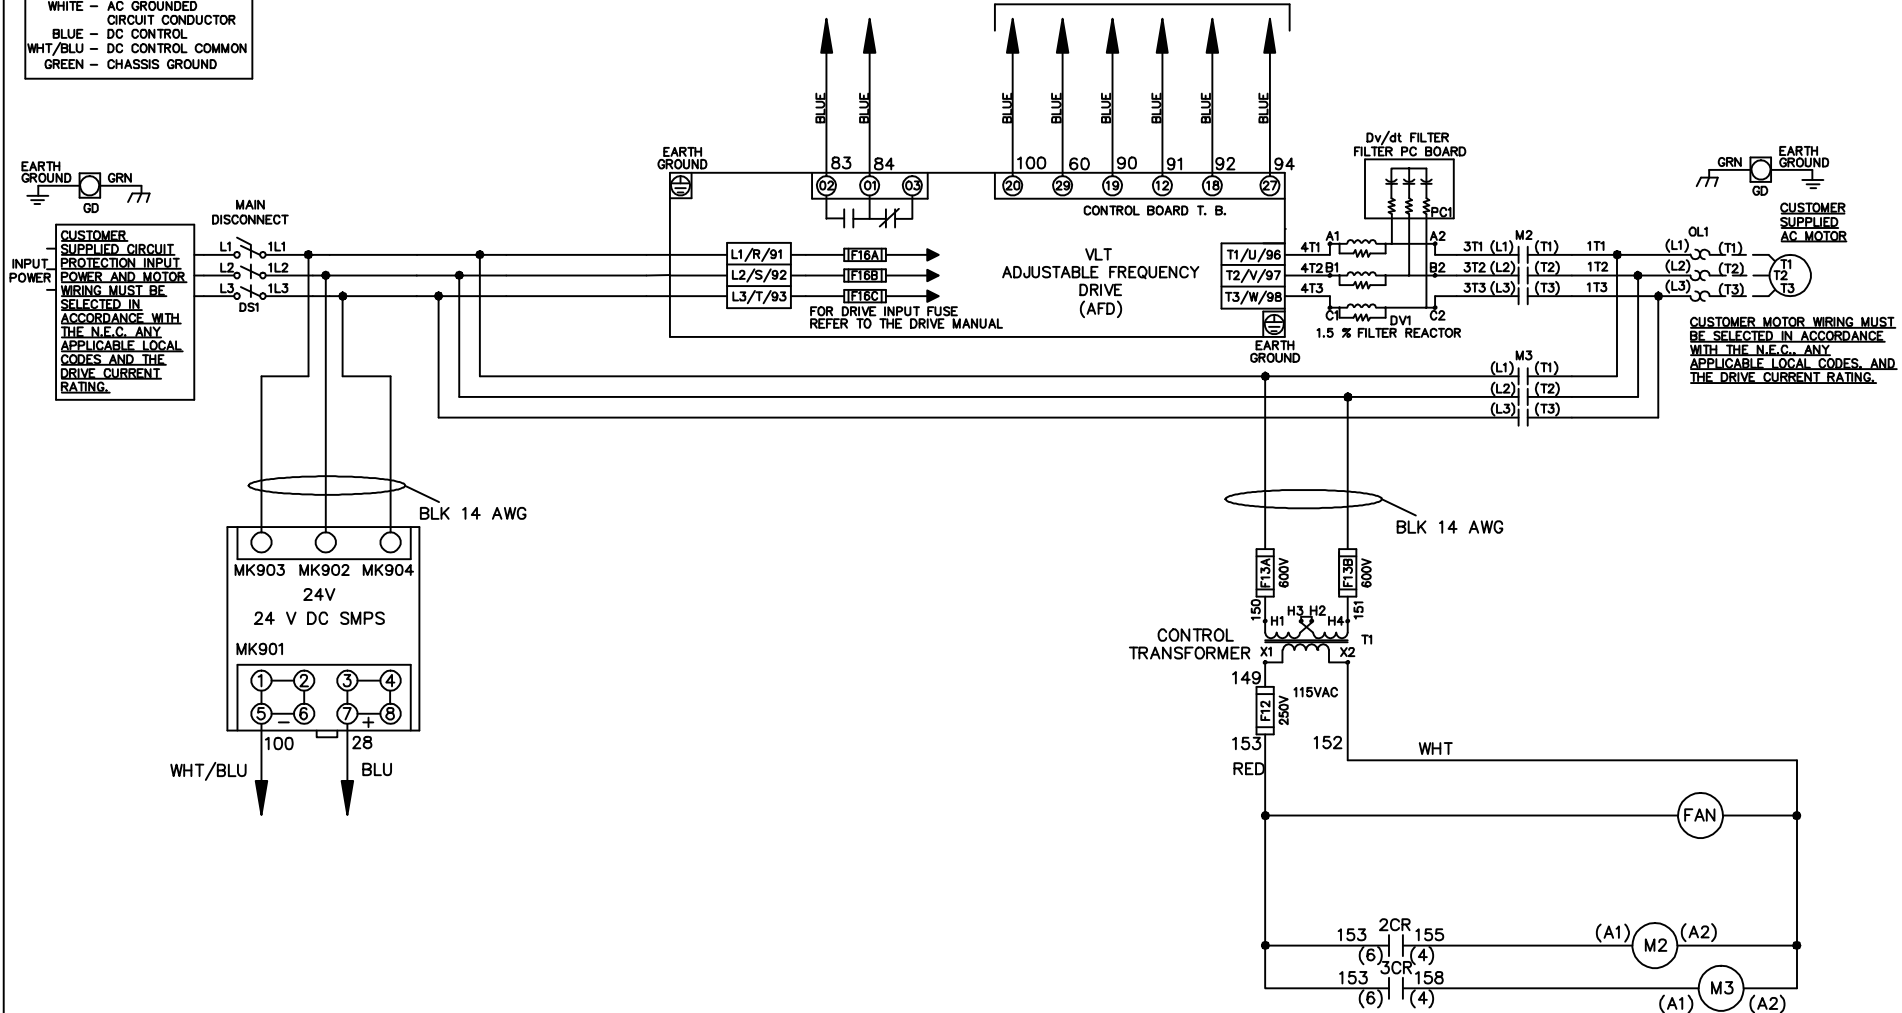 WHITE – AC GROUNDED
CIRCUIT CONDUCTOR
BLUE – DC CONTROL
WHT/BLU – DC CONTROL COMMON
GREEN – CHASSIS GROUND
BLUE
BLUE
BLUE
BLUE
BLUE
BLUE
BLUE
BLUE
83
84
100
60
90
91
92
94
EARTH
GROUND
02
01
03
20
29
19
12
18
27
CONTROL BOARD T. B.
Dv/dt FILTER
FILTER PC BOARD
PC1
EARTH
GROUND
GRN
GD
GRN
EARTH
GROUND
GD
CUSTOMER
SUPPLIED
AC MOTOR
MAIN
DISCONNECT
INPUT
POWER
CUSTOMER
SUPPLIED CIRCUIT
PROTECTION INPUT
POWER AND MOTOR
WIRING MUST BE
SELECTED IN
ACCORDANCE WITH
THE N.E.C. ANY
APPLICABLE LOCAL
CODES AND THE
DRIVE CURRENT
RATING.
L1 1L1
L2 1L2
L3 1L3
DS1
L1/R/91
L2/S/92
L3/T/93
F16A
F16B
F16C
FOR DRIVE INPUT FUSE
REFER TO THE DRIVE MANUAL
VLT
ADJUSTABLE FREQUENCY
DRIVE
(AFD)
T1/U/96
T2/V/97
T3/W/98
EARTH
GROUND
4T1 A1 A2
4T2 B1 B2
4T3
C1 C2
DV1
1.5 % FILTER REACTOR
M2
3T1 (L1) (T1) 1T1
3T2 (L2) (T2) 1T2
3T3 (L3) (T3) 1T3
OL1
(L1) (T1)
(L2) (T2)
(L3) (T3)
T1
T2
T3
CUSTOMER MOTOR WIRING MUST
BE SELECTED IN ACCORDANCE
WITH THE N.E.C., ANY
APPLICABLE LOCAL CODES, AND
THE DRIVE CURRENT RATING.
M3
(L1) (T1)
(L2) (T2)
(L3) (T3)
BLK 14 AWG
BLK 14 AWG
MK903 MK902 MK904
24V
24 V DC SMPS
MK901
1 2 3 4
5 – 6 7 + 8
100 28
WHT/BLU BLU
F13A
600V
F13B
600V
150
151
H1 H3 H2 H4
CONTROL
TRANSFORMER
T1
X1 X2
149
115VAC
F12
250V
153
RED
152
WHT
FAN
2CR
153 155
(6) (4)
(A1) M2 (A2)
3CR
153 158
(6) (4)
(A1) M3 (A2)